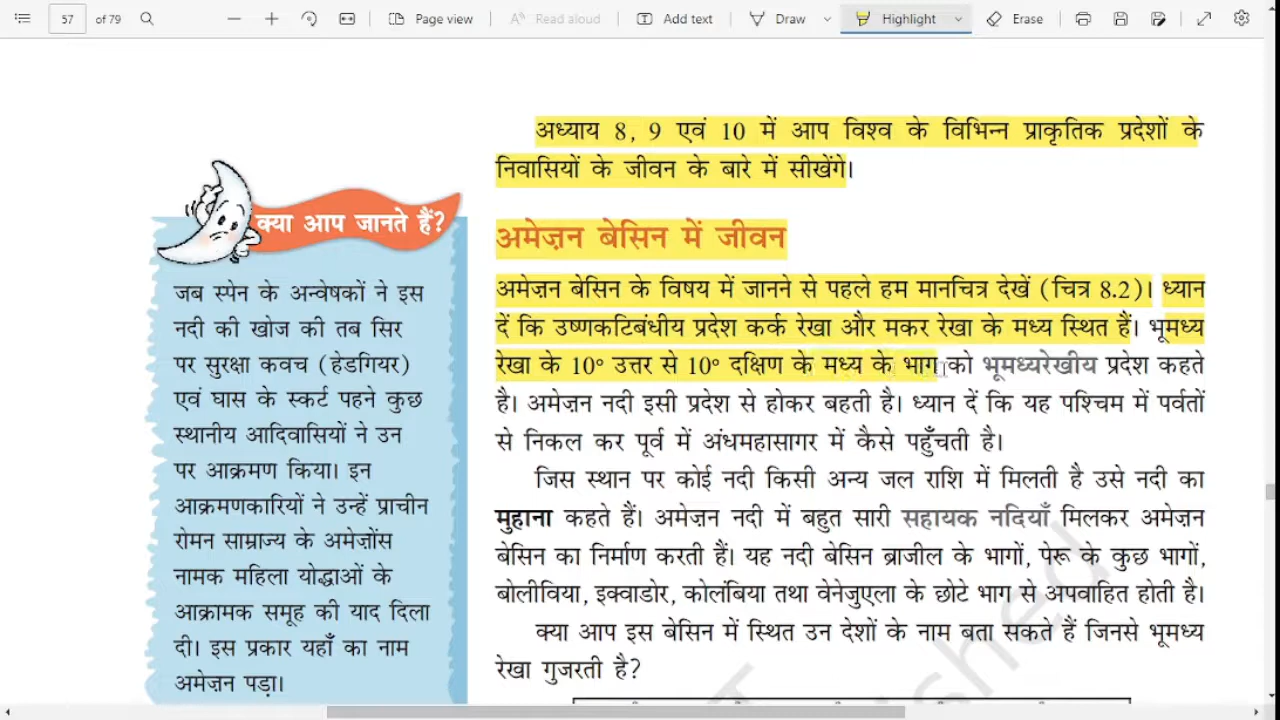 57 of 79
Page view
Read aloud
Add text
Draw
Highlight
Erase
अध्याय 8, 9 एवं 10 में आप विश्व के विभिन्न प्राकृतिक प्रदेशों के
निवासियों के जीवन के बारे में सीखेंगे।
क्या आप जानते हैं?
जब स्पेन के अन्वेषकों ने इस
नदी की खोज की तब सिर
पर सुरक्षा कवच (हेडगियर)
एवं घास के स्कर्ट पहने कुछ
स्थानीय आदिवासियों ने उन
पर आक्रमण किया। इन
आक्रमणकारियों ने उन्हें प्राचीन
रोमन साम्राज्य के अमेज़ोंस
नामक महिला योद्धाओं के
आक्रामक समूह की याद दिला
दी। इस प्रकार यहाँ का नाम
अमेज़न पड़ा।
अमेज़न बेसिन में जीवन
अमेज़न बेसिन के विषय में जानने से पहले हम मानचित्र देखें (चित्र 8.2)। ध्यान
दें कि उष्णकटिबंधीय प्रदेश कर्क रेखा और मकर रेखा के मध्य स्थित हैं। भूमध्य
रेखा के 10° उत्तर से 10° दक्षिण के मध्य के भाग को भूमध्यरेखीय प्रदेश कहते
है। अमेज़न नदी इसी प्रदेश से होकर बहती है। ध्यान दें कि यह पश्चिम में पर्वतों
से निकल कर पूर्व में अंधमहासागर में कैसे पहुँचती है।
जिस स्थान पर कोई नदी किसी अन्य जल राशि में मिलती है उसे नदी का
मुहाना कहते हैं। अमेज़न नदी में बहुत सारी सहायक नदियाँ मिलकर अमेज़न
बेसिन का निर्माण करती हैं। यह नदी बेसिन ब्राजील के भागों, पेरू के कुछ भागों,
बोलीविया, इक्वाडोर, कोलंबिया तथा वेनेजुएला के छोटे भाग से अपवाहित होती है।
क्या आप इस बेसिन में स्थित उन देशों के नाम बता सकते हैं जिनसे भूमध्य
रेखा गुजरती है?